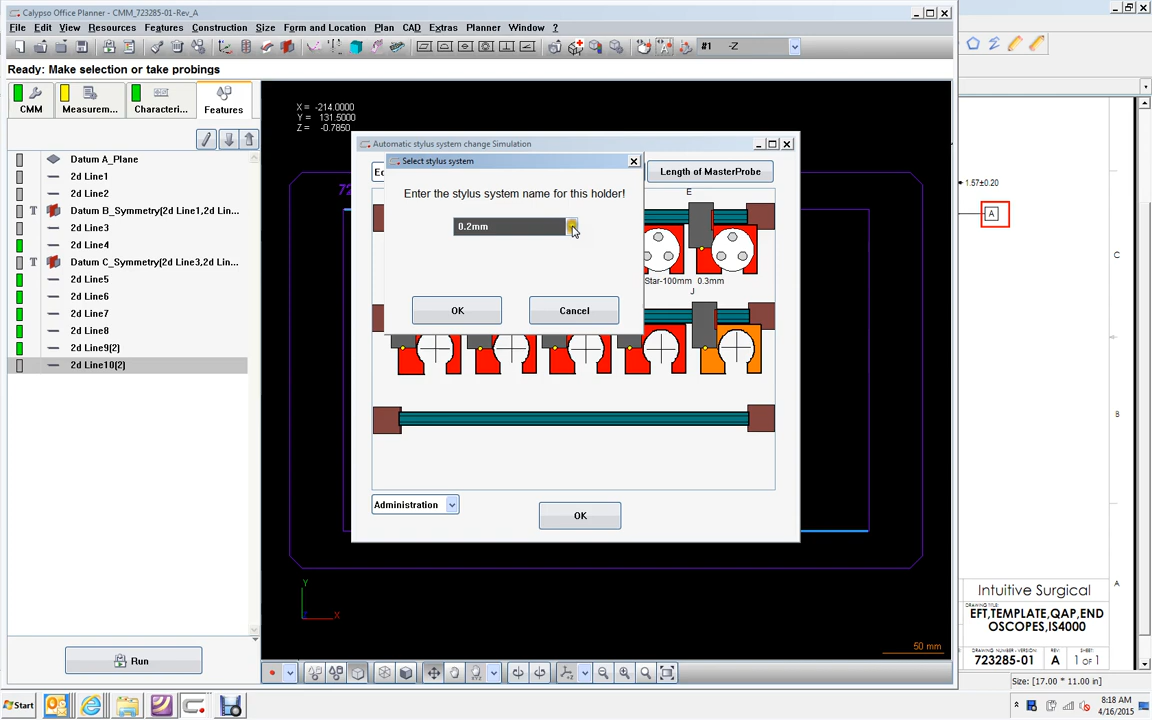 Calypso Office Planner - CMM_723285-01-Rev_A
File Edit View Resources Features Construction Size Form and Location Plan CAD Extras Planner Window ?
#1 -Z
Ready: Make selection or take probings
CMM Measurem... Characteri... Features
Datum A_Plane
2d Line1
2d Line2
T Datum B_Symmetry(2d Line1,2d Lin...
2d Line3
2d Line4
T Datum C_Symmetry(2d Line3,2d Lin...
2d Line5
2d Line6
2d Line7
2d Line8
2d Line9(2)
2d Line10(2)
Run
X = -214.0000
Y = 131.5000
Z = -0.7850
72
Automatic stylus system change Simulation
Length of MasterProbe
Select stylus system
Enter the stylus system name for this holder!
0.2mm
OK Cancel
E
Star-100mm 0.3mm
J
Administration
OK
Y
X
50 mm
1.57±0.20
A
C
B
A
Intuitive Surgical
DRAWING TITLE:
EFT,TEMPLATE,QAP,END
OSCOPES,IS4000
723285-01 A 1 of 1
Size: [17.00 * 11.00 in]
Start
8:18 AM
4/16/2015